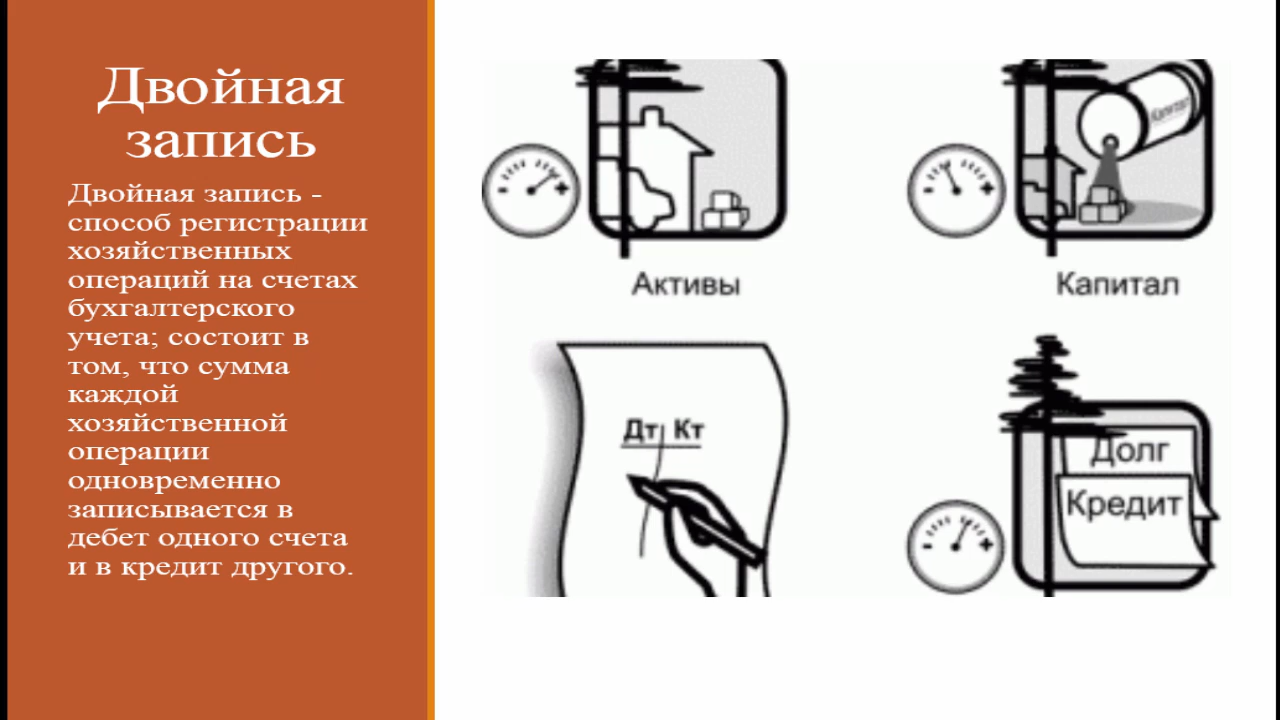 Двойная
запись
Двойная запись -
способ регистрации
хозяйственных
операций на счетах
бухгалтерского
учета; состоит в
том, что сумма
каждой
хозяйственной
операции
одновременно
записывается в
дебет одного счета
и в кредит другого.
Капитал
Активы
Капитал
Дт Кт
Долг
Кредит